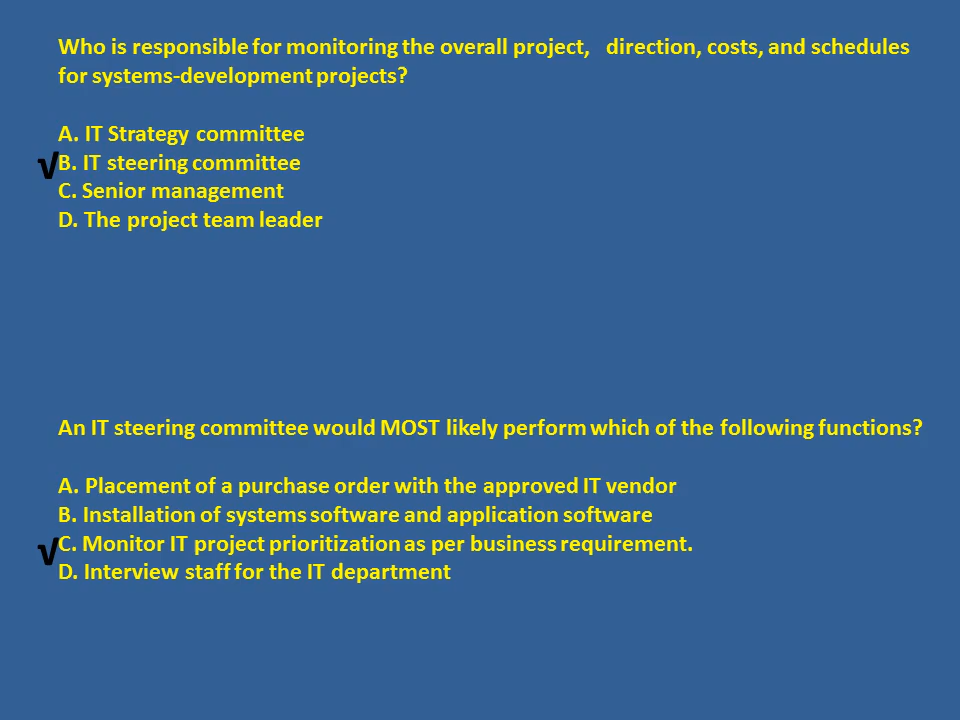 Who is responsible for monitoring the overall project,   direction, costs, and schedules
for systems-development projects?
A. IT Strategy committee
√B. IT steering committee
C. Senior management
D. The project team leader
An IT steering committee would MOST likely perform which of the following functions?
A. Placement of a purchase order with the approved IT vendor
B. Installation of systems software and application software
√C. Monitor IT project prioritization as per business requirement.
D. Interview staff for the IT department